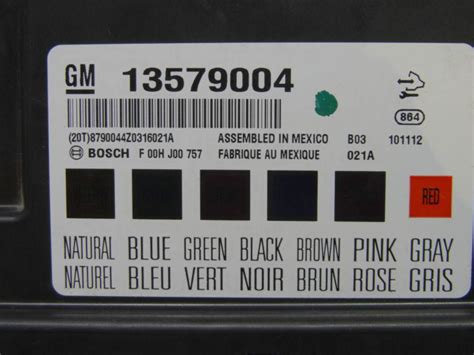 GM 13579004
864
(20T)8790044Z0316021A ASSEMBLED IN MEXICO B03 101112
BOSCH F 00H J00 757 FABRIQUE AU MEXIQUE 021A
RED
NATURAL BLUE GREEN BLACK BROWN PINK GRAY
NATUREL BLEU VERT NOIR BRUN ROSE GRIS